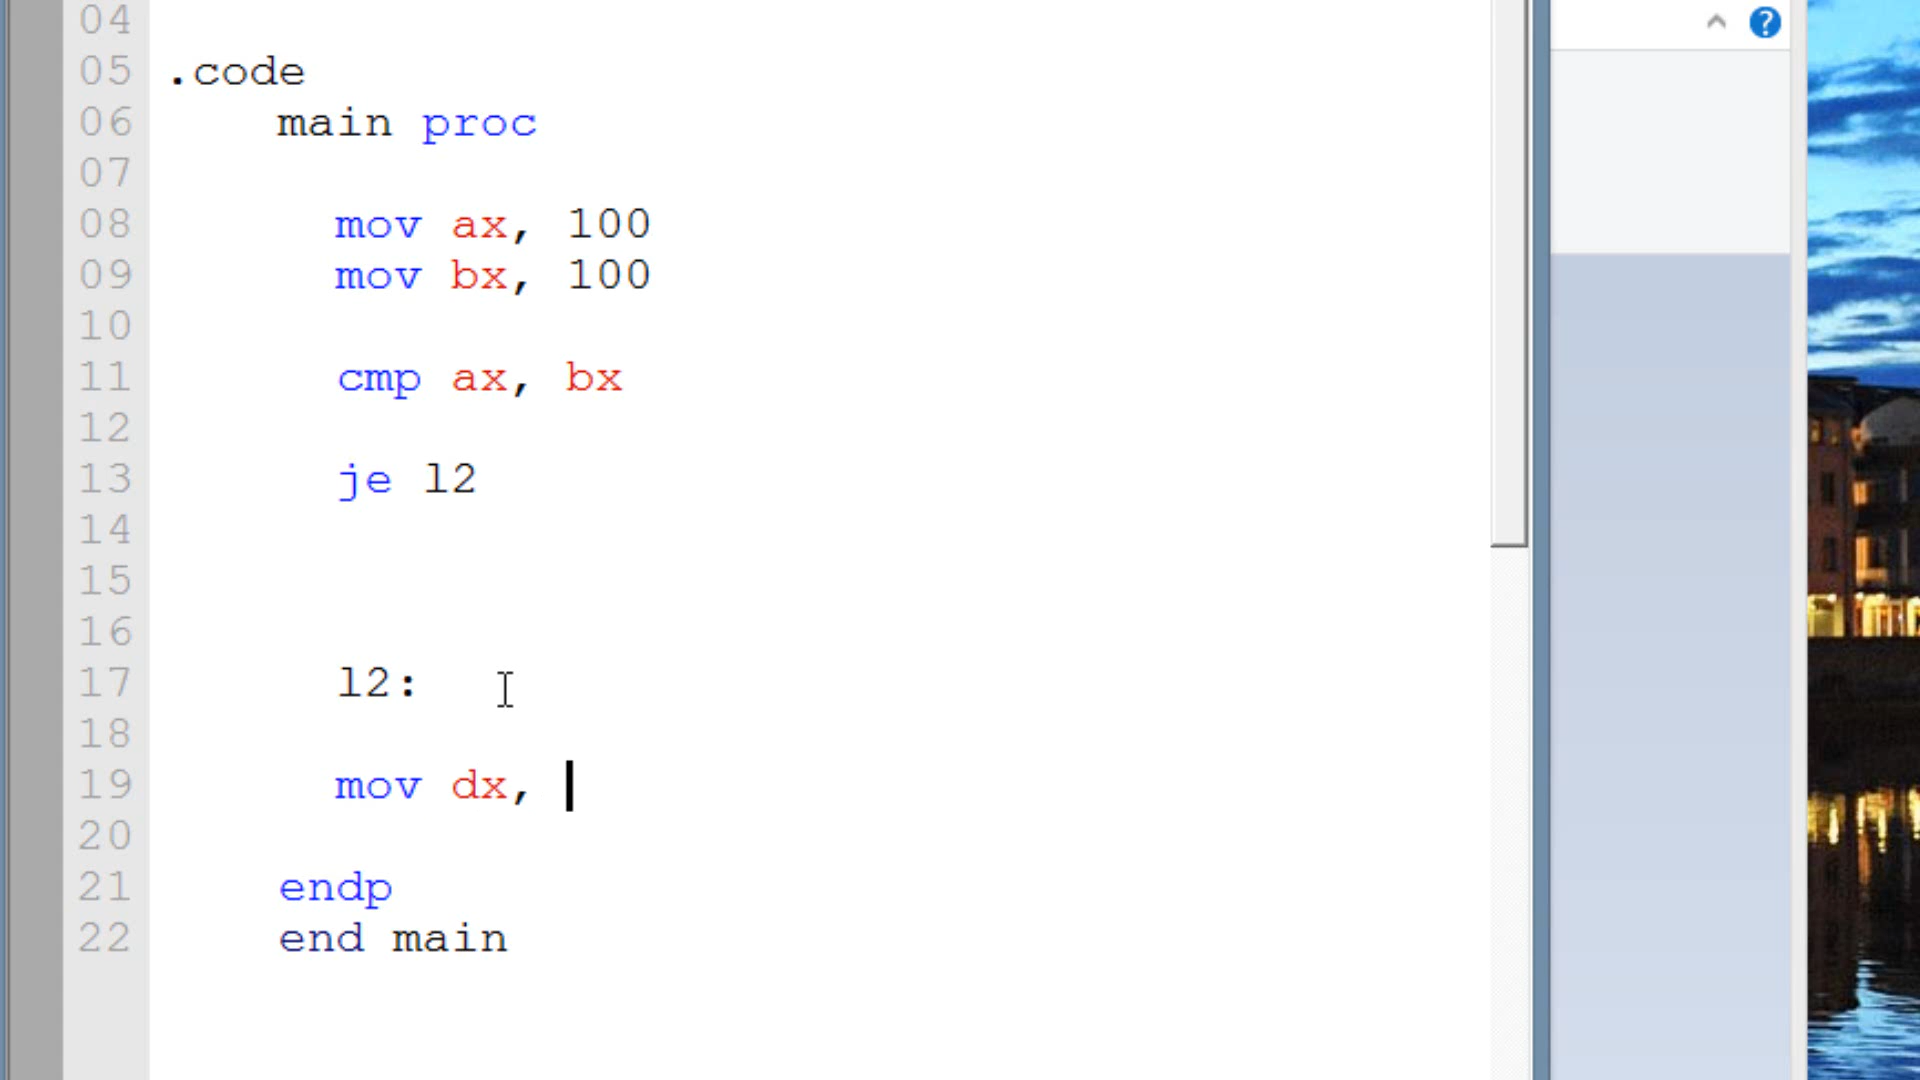 04
05 .code
06 main proc
07
08 mov ax, 100
09 mov bx, 100
10
11 cmp ax, bx
12
13 je l2
14
15
16
17 l2:
18
19 mov dx,
20
21 endp
22 end main
?